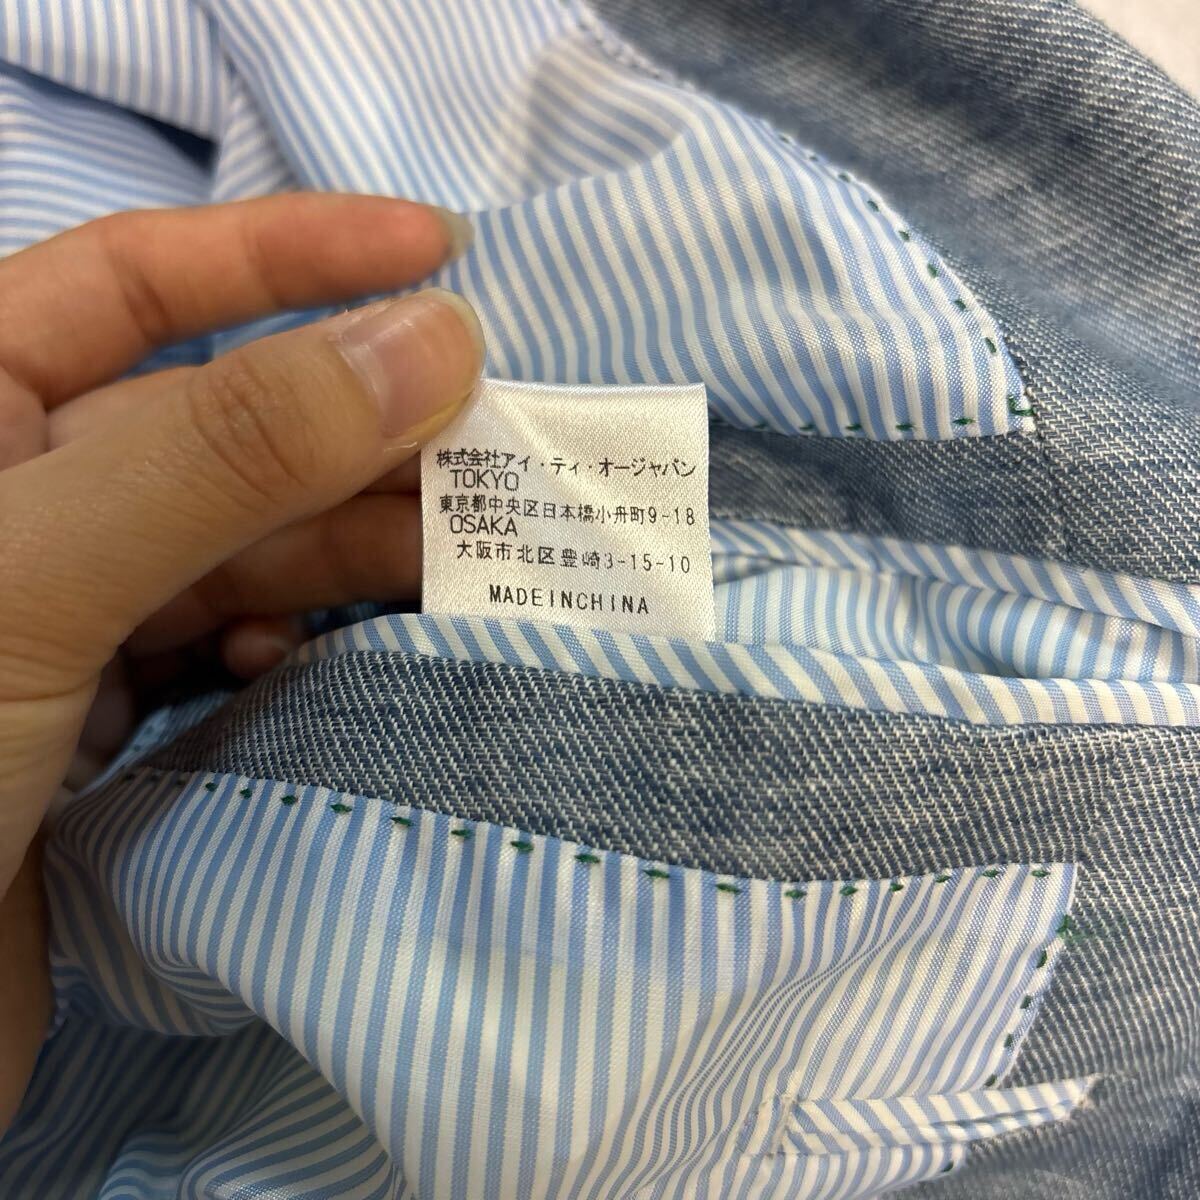 株式会社アイ・ティ・オージャパン
TOKYO
東京都中央区日本橋小舟町9-18
OSAKA
大阪市北区豊崎3-15-10
MADEINCHINA